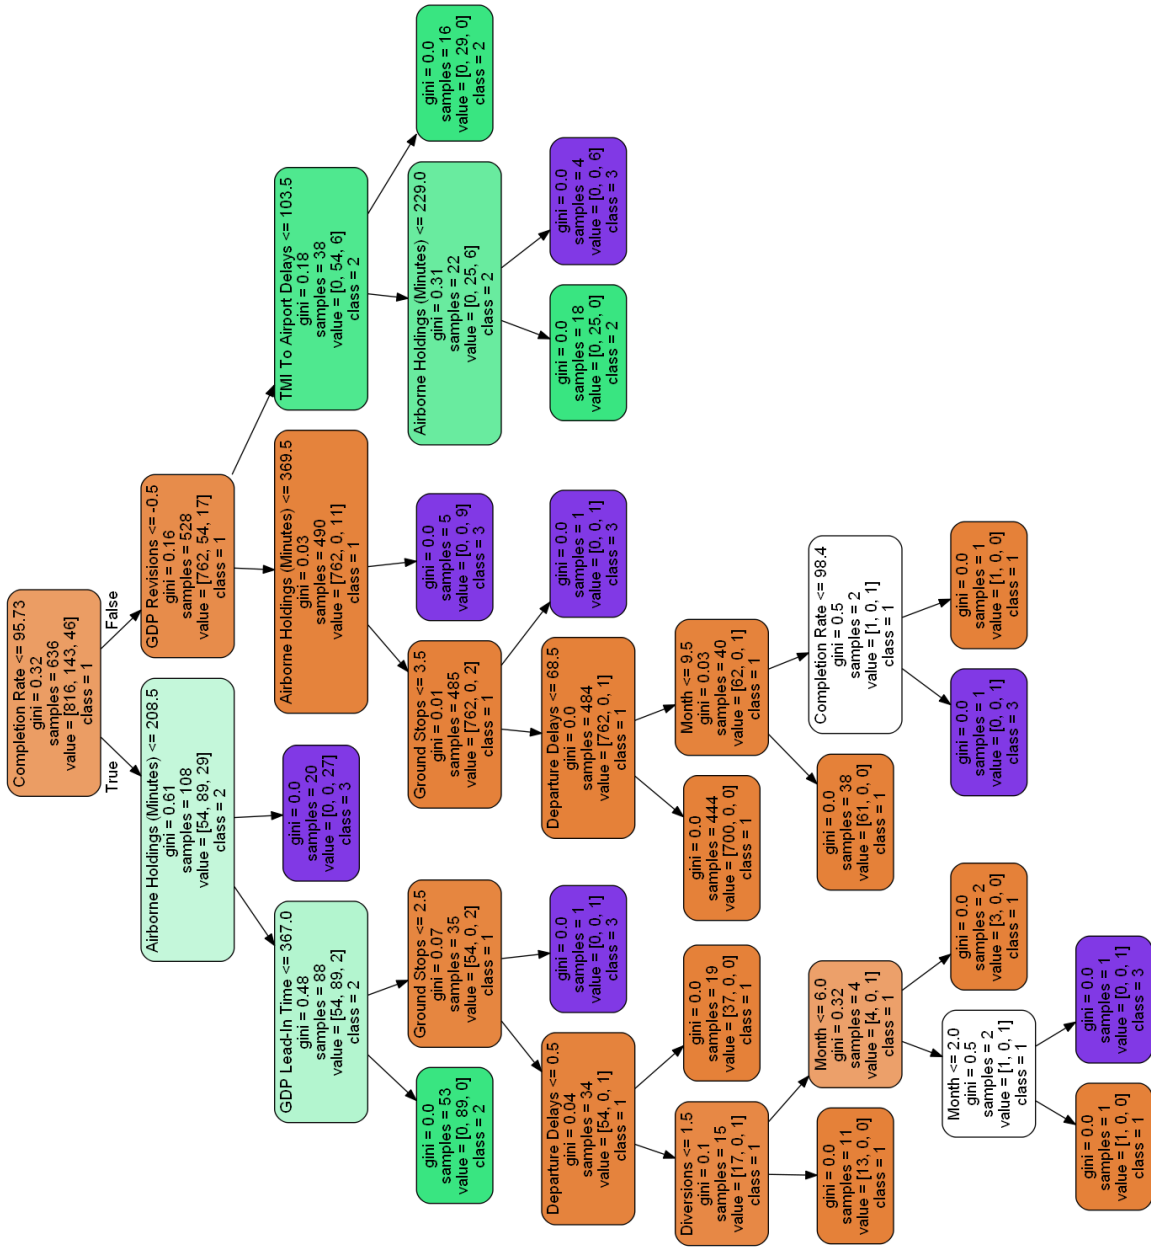 Completion Rate <= 95.73
gini = 0.32
samples = 636
value = [816, 143, 46]
class = 1
True
False
Airborne Holdings (Minutes) <= 208.5
gini = 0.61
samples = 108
value = [54, 89, 29]
class = 2
GDP Revisions <= -0.5
gini = 0.16
samples = 528
value = [762, 54, 17]
class = 1
GDP Lead-In Time <= 367.0
gini = 0.48
samples = 88
value = [54, 89, 2]
class = 2
gini = 0.0
samples = 20
value = [0, 0, 27]
class = 3
Airborne Holdings (Minutes) <= 369.5
gini = 0.03
samples = 490
value = [762, 0, 11]
class = 1
TMI To Airport Delays <= 103.5
gini = 0.18
samples = 38
value = [0, 54, 6]
class = 2
gini = 0.0
samples = 53
value = [0, 89, 0]
class = 2
Ground Stops <= 2.5
gini = 0.07
samples = 35
value = [54, 0, 2]
class = 1
Ground Stops <= 3.5
gini = 0.01
samples = 485
value = [762, 0, 2]
class = 1
gini = 0.0
samples = 5
value = [0, 0, 9]
class = 3
Airborne Holdings (Minutes) <= 229.0
gini = 0.31
samples = 22
value = [0, 25, 6]
class = 2
gini = 0.0
samples = 16
value = [0, 29, 0]
class = 2
Departure Delays <= 0.5
gini = 0.04
samples = 34
value = [54, 0, 1]
class = 1
gini = 0.0
samples = 1
value = [0, 0, 1]
class = 3
Departure Delays <= 68.5
gini = 0.0
samples = 484
value = [762, 0, 1]
class = 1
gini = 0.0
samples = 1
value = [0, 0, 1]
class = 3
gini = 0.0
samples = 18
value = [0, 25, 0]
class = 2
gini = 0.0
samples = 4
value = [0, 0, 6]
class = 3
Diversions <= 1.5
gini = 0.1
samples = 15
value = [17, 0, 1]
class = 1
gini = 0.0
samples = 19
value = [37, 0, 0]
class = 1
gini = 0.0
samples = 444
value = [700, 0, 0]
class = 1
Month <= 9.5
gini = 0.03
samples = 40
value = [62, 0, 1]
class = 1
gini = 0.0
samples = 11
value = [13, 0, 0]
class = 1
Month <= 6.0
gini = 0.32
samples = 4
value = [4, 0, 1]
class = 1
gini = 0.0
samples = 38
value = [61, 0, 0]
class = 1
Completion Rate <= 98.4
gini = 0.5
samples = 2
value = [1, 0, 1]
class = 1
Month <= 2.0
gini = 0.5
samples = 2
value = [1, 0, 1]
class = 1
gini = 0.0
samples = 2
value = [3, 0, 0]
class = 1
gini = 0.0
samples = 1
value = [0, 0, 1]
class = 3
gini = 0.0
samples = 1
value = [1, 0, 0]
class = 1
gini = 0.0
samples = 1
value = [1, 0, 0]
class = 1
gini = 0.0
samples = 1
value = [0, 0, 1]
class = 3